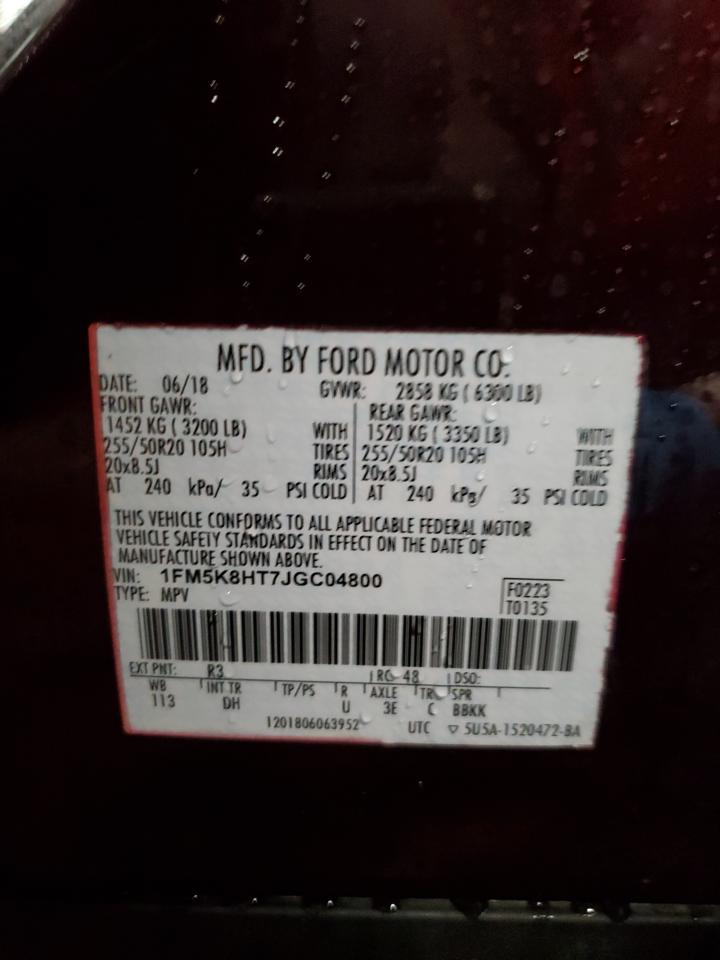 MFD. BY FORD MOTOR CO.
DATE: 06/18 GVWR: 2858 KG ( 6300 LB)
FRONT GAWR: REAR GAWR:
1452 KG ( 3200 LB) WITH 1520 KG ( 3350 LB) WITH
255/50R20 105H TIRES 255/50R20 105H TIRES
20x8.5J RIMS 20x8.5J RIMS
AT 240 kPa/ 35 PSI COLD AT 240 kPa/ 35 PSI COLD
THIS VEHICLE CONFORMS TO ALL APPLICABLE FEDERAL MOTOR
VEHICLE SAFETY STANDARDS IN EFFECT ON THE DATE OF
MANUFACTURE SHOWN ABOVE.
VIN: 1FM5K8HT7JGC04800
TYPE: MPV
F0223
T0135
EXT PNT: R3 RC: 48 DSO:
WB INT TR TP/PS R AXLE TR SPR
113 DH U 3E C BBKK
1201806063952 UTC ▽ 5U5A-1520472-BA